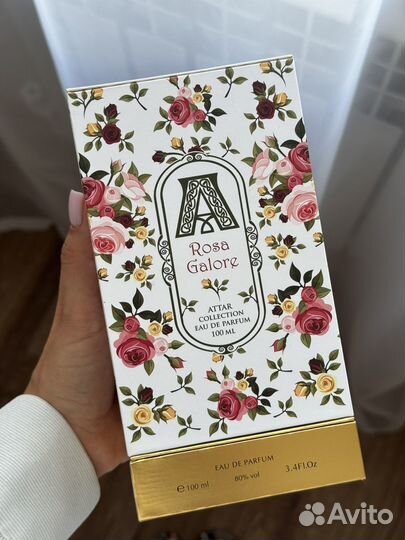 A
Rosa
Galore
ATTAR
COLLECTION
EAU DE PARFUM
100 ML
EAU DE PARFUM
℮ 100 ml 80% vol 3.4Fl.Oz
Avito